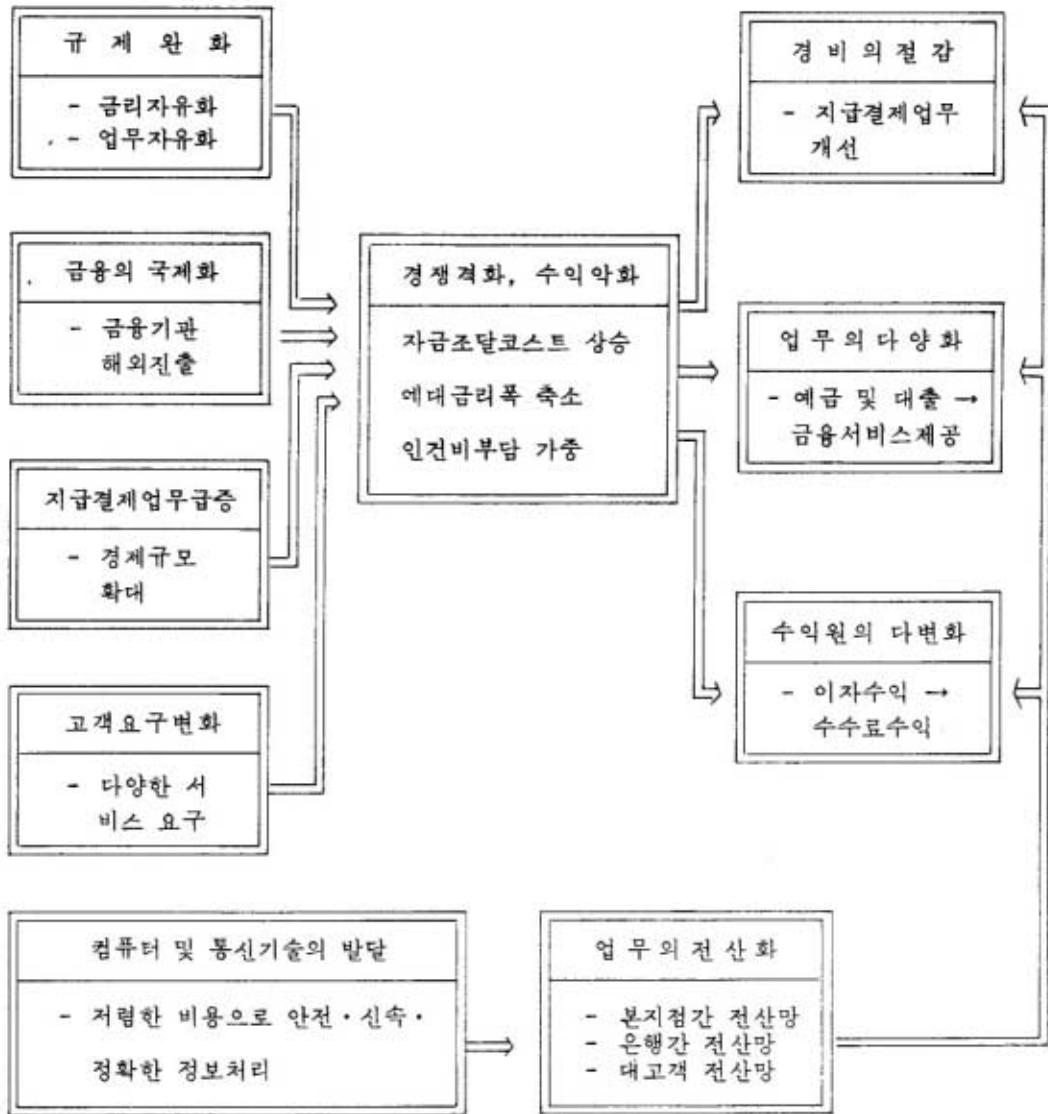 규 제 완 화
- 금리자유화
- 업무자유화
금융의 국제화
- 금융기관
해외진출
지급결제업무급증
- 경제규모
확대
고객요구변화
- 다양한 서
비스 요구
경쟁격화, 수익악화
자금조달코스트 상승
예대금리폭 축소
인건비부담 가중
경 비 의 절 감
- 지급결제업무
개선
업 무 의 다 양 화
- 예금 및 대출 →
금융서비스제공
수익원의 다변화
- 이자수익 →
수수료수익
컴퓨터 및 통신기술의 발달
- 저렴한 비용으로 안전·신속·
정확한 정보처리
업 무 의 전 산 화
- 본지점간 전산망
- 은행간 전산망
- 대고객 전산망